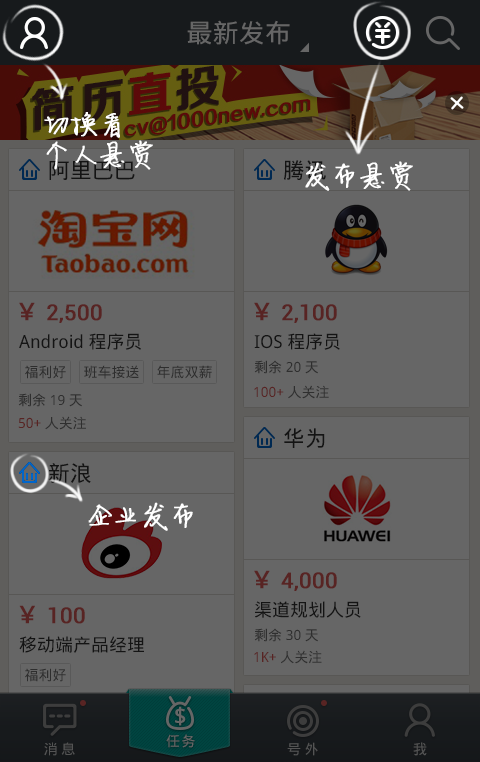 最新发布
简历直投
cv@1000new.com
切换看
个人悬赏
发布悬赏
阿里巴巴
淘宝网
Taobao.com
¥ 2,500
Android 程序员
福利好 班车接送 年底双薪
剩余 19 天
50+ 人关注
腾讯
¥ 2,100
IOS 程序员
剩余 20 天
100+ 人关注
新浪
企业发布
¥ 100
移动端产品经理
福利好
华为
HUAWEI
¥ 4,000
渠道规划人员
剩余 30 天
1K+ 人关注
消息 任务 号外 我